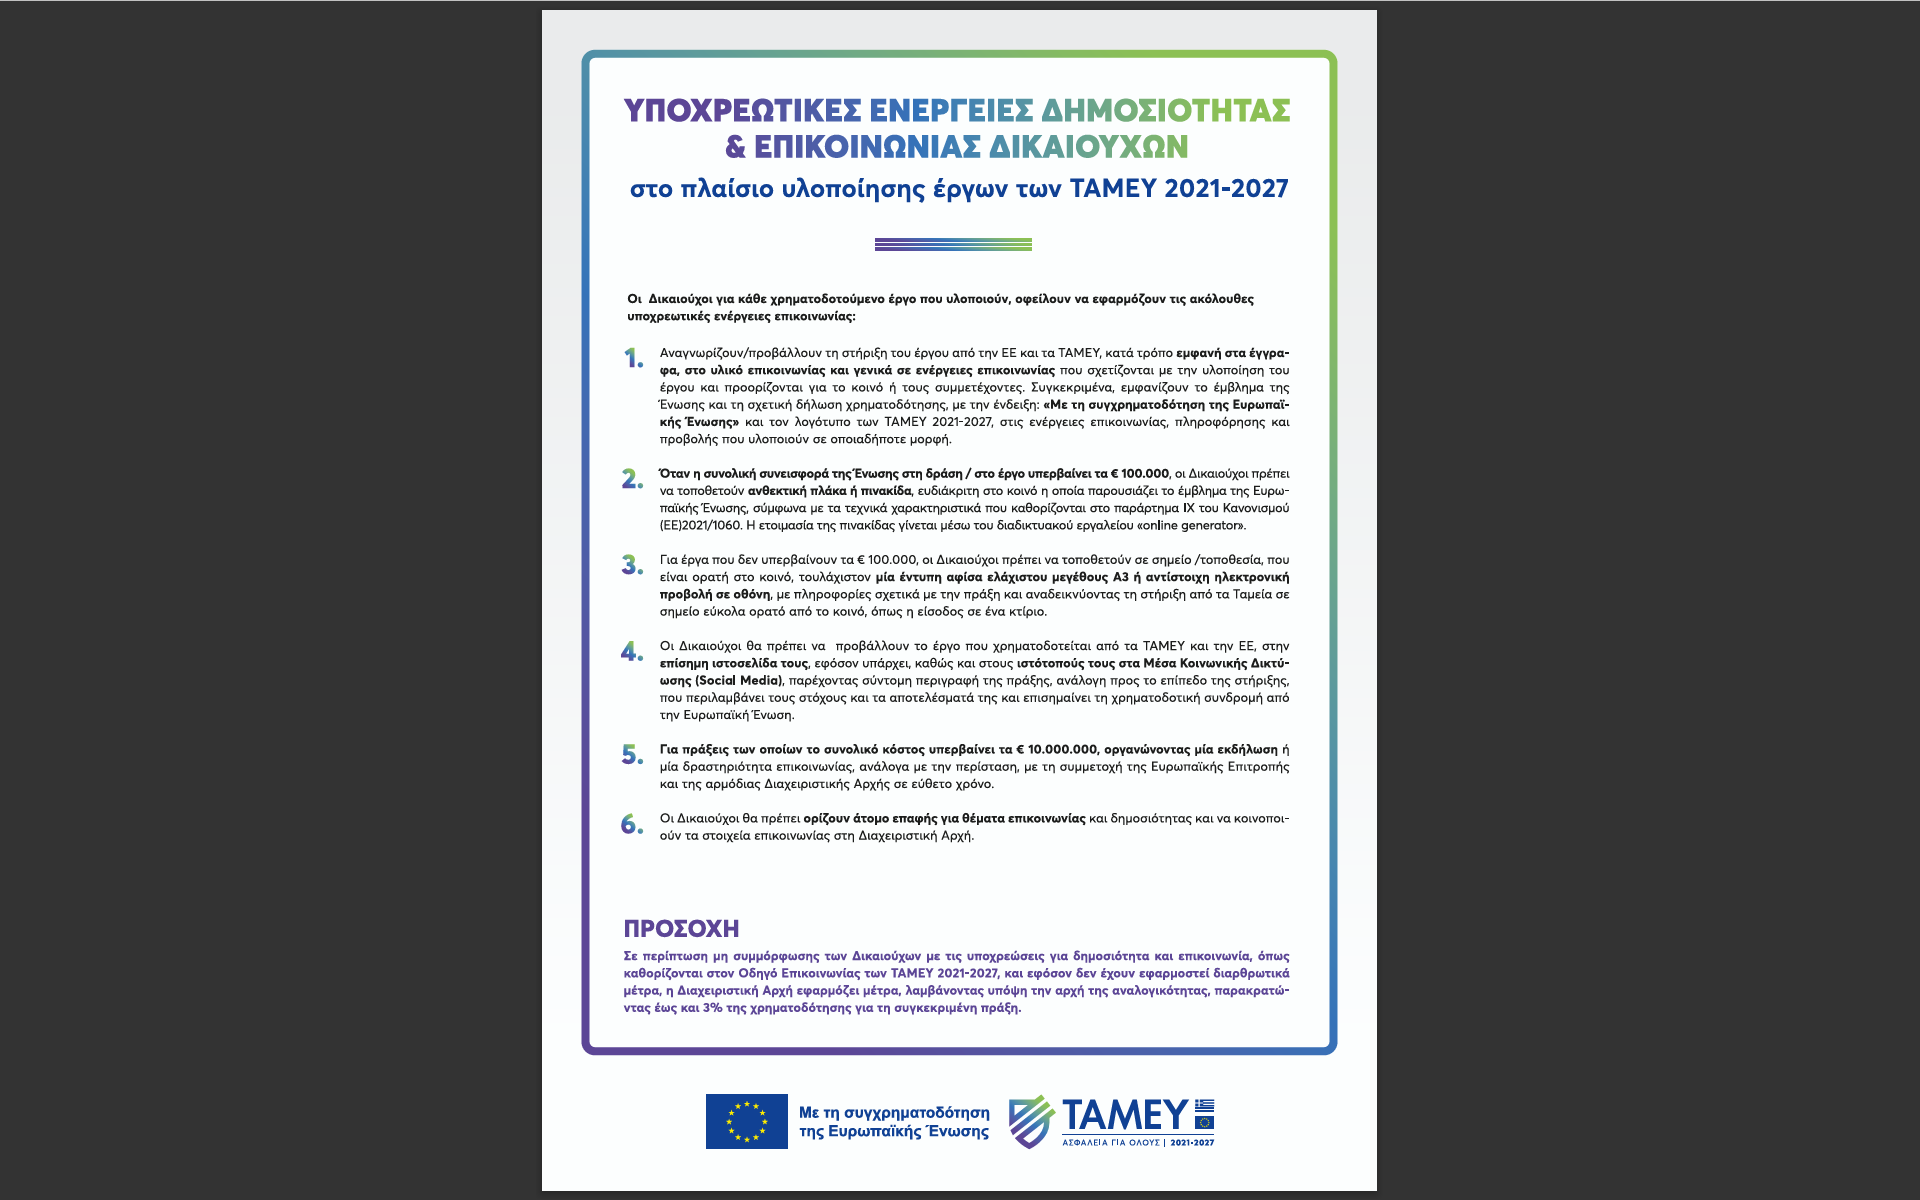 ΥΠΟΧΡΕΩΤΙΚΕΣ ΕΝΕΡΓΕΙΕΣ ΔΗΜΟΣΙΟΤΗΤΑΣ
& ΕΠΙΚΟΙΝΩΝΙΑΣ ΔΙΚΑΙΟΥΧΩΝ
στο πλαίσιο υλοποίησης έργων των ΤΑΜΕΥ 2021-2027
Οι Δικαιούχοι για κάθε χρηματοδοτούμενο έργο που υλοποιούν, οφείλουν να εφαρμόζουν τις ακόλουθες
υποχρεωτικές ενέργειες επικοινωνίας:
1. Αναγνωρίζουν/προβάλλουν τη στήριξη του έργου από την ΕΕ και τα ΤΑΜΕΥ, κατά τρόπο εμφανή στα έγγρα-
φα, στο υλικό επικοινωνίας και γενικά σε ενέργειες επικοινωνίας που σχετίζονται με την υλοποίηση του
έργου και προορίζονται για το κοινό ή τους συμμετέχοντες. Συγκεκριμένα, εμφανίζουν το έμβλημα της
Ένωσης και τη σχετική δήλωση χρηματοδότησης, με την ένδειξη: «Με τη συγχρηματοδότηση της Ευρωπαϊ-
κής Ένωσης» και τον λογότυπο των ΤΑΜΕΥ 2021-2027, στις ενέργειες επικοινωνίας, πληροφόρησης και
προβολής που υλοποιούν σε οποιαδήποτε μορφή.
2. Όταν η συνολική συνεισφορά της Ένωσης στη δράση / στο έργο υπερβαίνει τα € 100.000, οι Δικαιούχοι πρέπει
να τοποθετούν ανθεκτική πλάκα ή πινακίδα, ευδιάκριτη στο κοινό η οποία παρουσιάζει το έμβλημα της Ευρω-
παϊκής Ένωσης, σύμφωνα με τα τεχνικά χαρακτηριστικά που καθορίζονται στο παράρτημα IX του Κανονισμού
(ΕΕ)2021/1060. Η ετοιμασία της πινακίδας γίνεται μέσω του διαδικτυακού εργαλείου «online generator».
3. Για έργα που δεν υπερβαίνουν τα € 100.000, οι Δικαιούχοι πρέπει να τοποθετούν σε σημείο /τοποθεσία, που
είναι ορατή στο κοινό, τουλάχιστον μία έντυπη αφίσα ελάχιστου μεγέθους Α3 ή αντίστοιχη ηλεκτρονική
προβολή σε οθόνη, με πληροφορίες σχετικά με την πράξη και αναδεικνύοντας τη στήριξη από τα Ταμεία σε
σημείο εύκολα ορατό από το κοινό, όπως η είσοδος σε ένα κτίριο.
4. Οι Δικαιούχοι θα πρέπει να προβάλλουν το έργο που χρηματοδοτείται από τα ΤΑΜΕΥ και την ΕΕ, στην
επίσημη ιστοσελίδα τους, εφόσον υπάρχει, καθώς και στους ιστότοπούς τους στα Μέσα Κοινωνικής Δικτύ-
ωσης (Social Media), παρέχοντας σύντομη περιγραφή της πράξης, ανάλογη προς το επίπεδο της στήριξης,
που περιλαμβάνει τους στόχους και τα αποτελέσματά της και επισημαίνει τη χρηματοδοτική συνδρομή από
την Ευρωπαϊκή Ένωση.
5. Για πράξεις των οποίων το συνολικό κόστος υπερβαίνει τα € 10.000.000, οργανώνοντας μία εκδήλωση ή
μία δραστηριότητα επικοινωνίας, ανάλογα με την περίσταση, με τη συμμετοχή της Ευρωπαϊκής Επιτροπής
και της αρμόδιας Διαχειριστικής Αρχής σε εύθετο χρόνο.
6. Οι Δικαιούχοι θα πρέπει ορίζουν άτομο επαφής για θέματα επικοινωνίας και δημοσιότητας και να κοινοποι-
ούν τα στοιχεία επικοινωνίας στη Διαχειριστική Αρχή.
ΠΡΟΣΟΧΗ
Σε περίπτωση μη συμμόρφωσης των Δικαιούχων με τις υποχρεώσεις για δημοσιότητα και επικοινωνία, όπως
καθορίζονται στον Οδηγό Επικοινωνίας των ΤΑΜΕΥ 2021-2027, και εφόσον δεν έχουν εφαρμοστεί διαρθρωτικά
μέτρα, η Διαχειριστική Αρχή εφαρμόζει μέτρα, λαμβάνοντας υπόψη την αρχή της αναλογικότητας, παρακρατώ-
ντας έως και 3% της χρηματοδότησης για τη συγκεκριμένη πράξη.
Με τη συγχρηματοδότηση
της Ευρωπαϊκής Ένωσης
ΤΑΜΕΥ
ΑΣΦΑΛΕΙΑ ΓΙΑ ΟΛΟΥΣ | 2021-2027